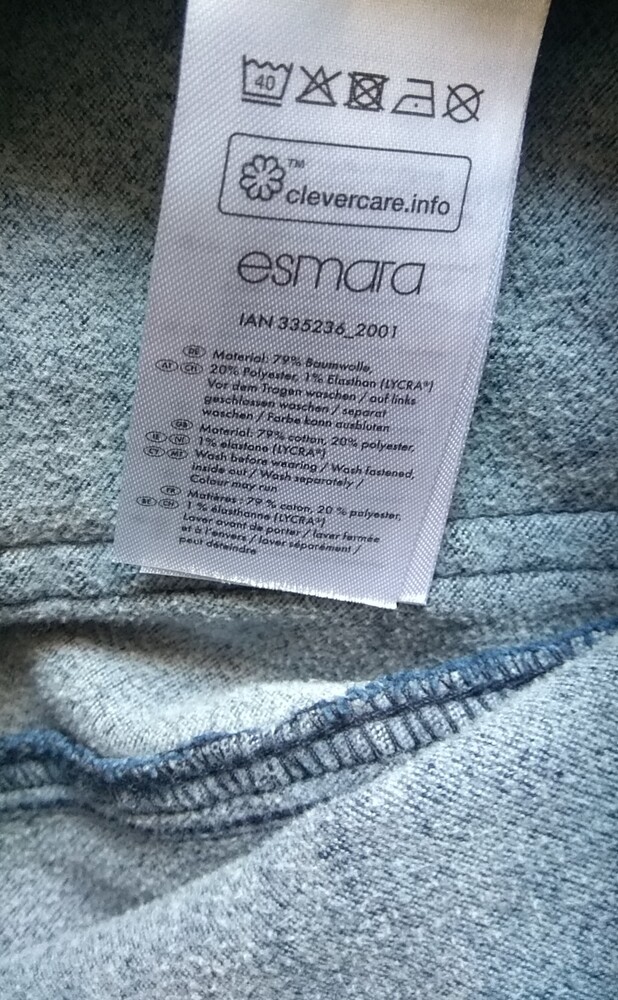 40
™
clevercare.info
esmara
IAN 335236_2001
DE Material: 79% Baumwolle,
AT CH 20% Polyester, 1% Elasthan (LYCRA®)
Vor dem Tragen waschen / auf links
geschlossen waschen / separat
waschen / Farbe kann ausbluten
GB Material: 79% cotton, 20% polyester,
IE NI 1% elastane (LYCRA®)
CY MT Wash before wearing / Wash fastened,
inside out / Wash separately /
Colour may run
FR Matières : 79 % coton, 20 % polyester,
BE CH 1 % élasthanne (LYCRA®)
Laver avant de porter / laver fermée
et à l'envers / laver séparément /
peut déteindre